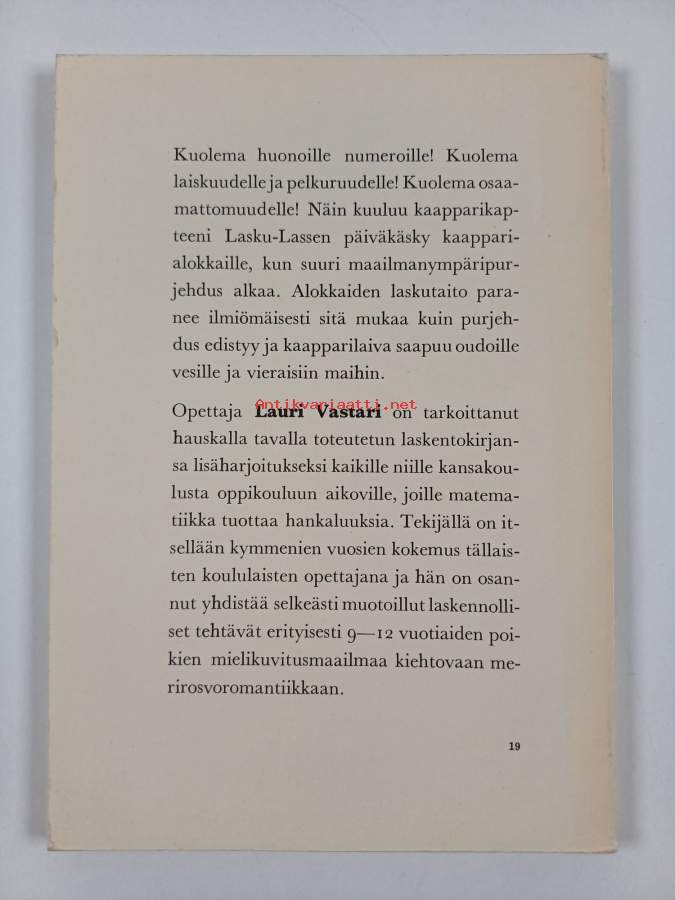 Kuolema huonoille numeroille! Kuolema
laiskuudelle ja pelkuruudelle! Kuolema osaa-
mattomuudelle! Näin kuuluu kaapparikap-
teeni Lasku-Lassen päiväkäsky kaappari-
alokkaille, kun suuri maailmanympäripur-
jehdus alkaa. Alokkaiden laskutaito para-
nee ilmiömäisesti sitä mukaa kuin purjeh-
dus edistyy ja kaapparilaiva saapuu oudoille
vesille ja vieraisiin maihin.
Antikvariaatti.net
Opettaja Lauri Vastari on tarkoittanut
hauskalla tavalla toteutetun laskentokirjan-
sa lisäharjoitukseksi kaikille niille kansakou-
lusta oppikouluun aikoville, joille matema-
tiikka tuottaa hankaluuksia. Tekijällä on it-
sellään kymmenien vuosien kokemus tällais-
ten koululaisten opettajana ja hän on osan-
nut yhdistää selkeästi muotoillut laskennolli-
set tehtävät erityisesti 9—12 vuotiaiden poi-
kien mielikuvitusmaailmaa kiehtovaan me-
rirosvoromantiikkaan.
19